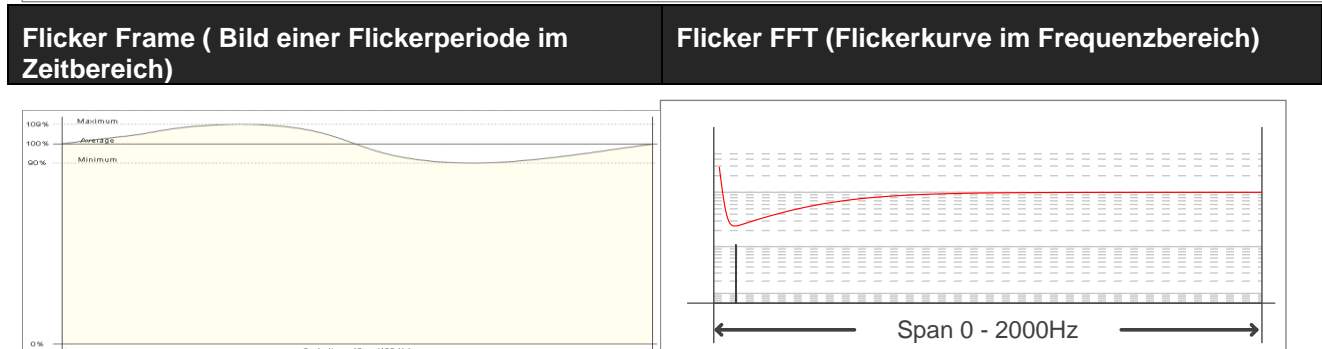 Flicker Frame ( Bild einer Flickerperiode im
Zeitbereich)
Flicker FFT (Flickerkurve im Frequenzbereich)
109%
Maximum
100%
Average
90%
Minimum
0%
Span 0 - 2000Hz